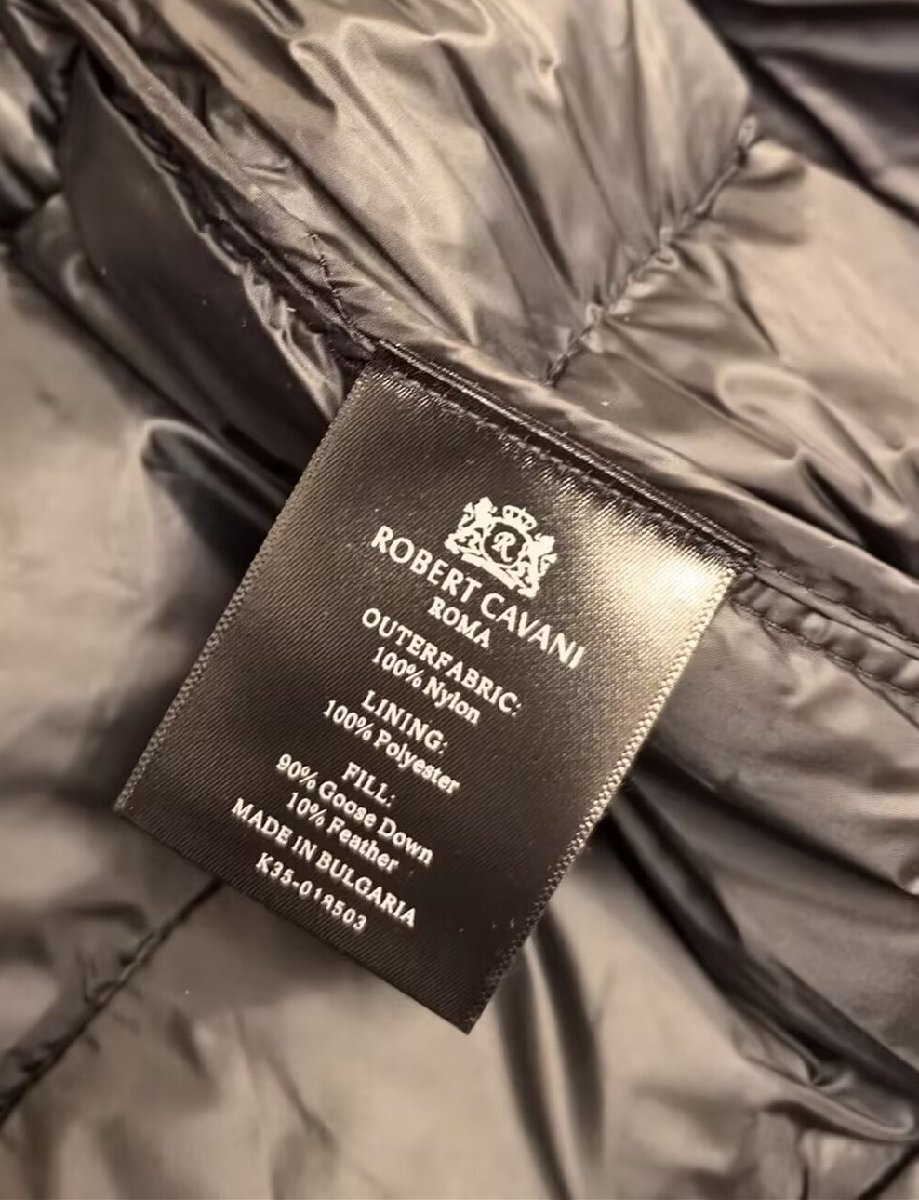 R
ROBERT CAVANI
ROMA
OUTERFABRIC:
100% Nylon
LINING:
100% Polyester
FILL:
90% Goose Down
10% Feather
MADE IN BULGARIA
K35-018503